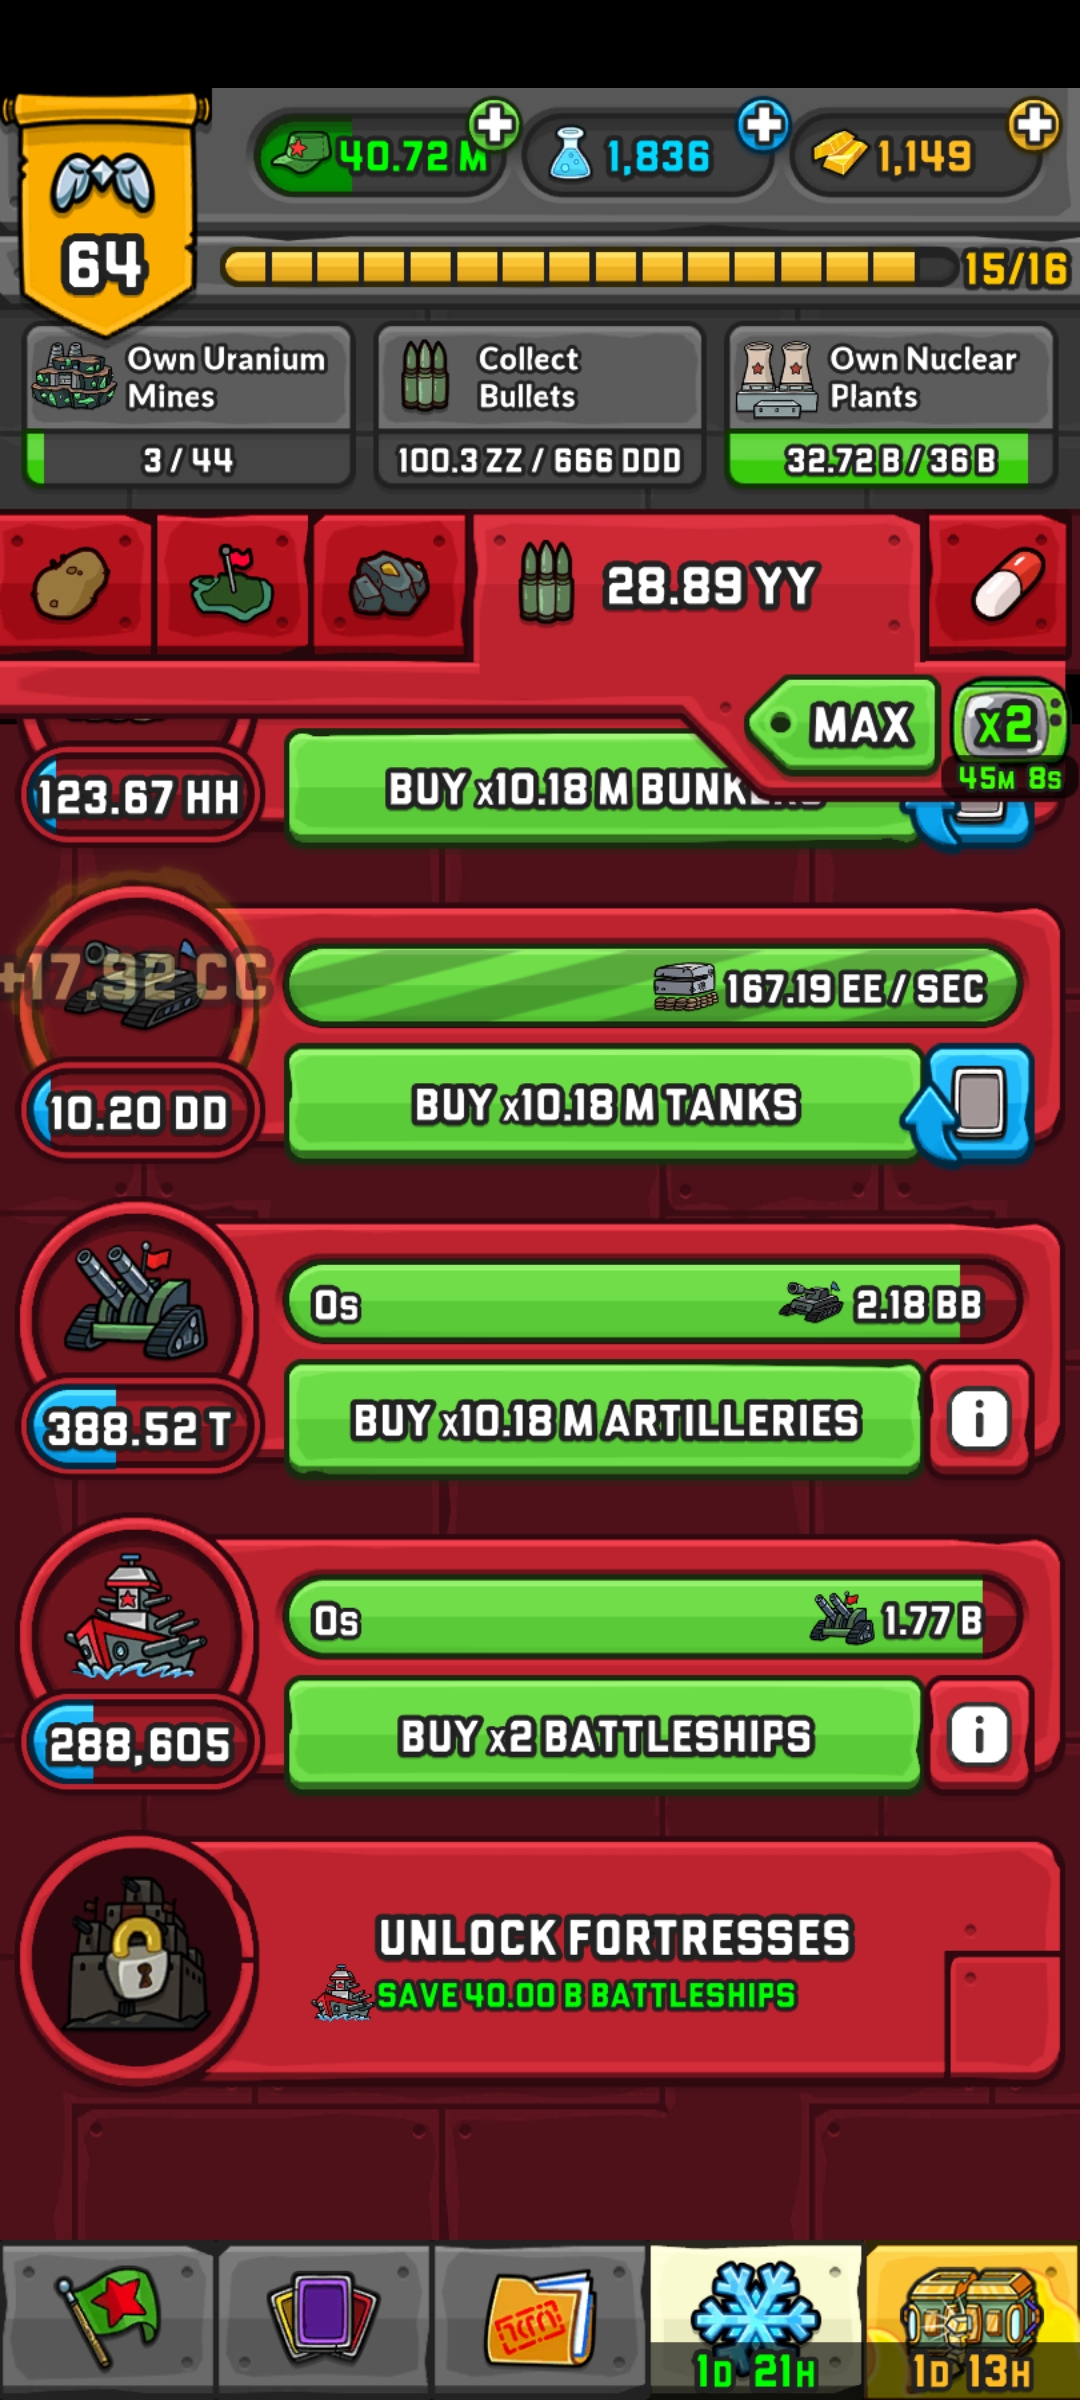 64
40.72 M
1,836
1,149
15/16
Own Uranium
Mines
3 / 44
Collect
Bullets
100.3 ZZ / 666 DDD
Own Nuclear
Plants
32.72 B / 36 B
28.89 YY
MAX
x2
45M 8S
123.67 HH
BUY x10.18 M
+17.32 CC
167.19 EE / SEC
10.20 DD
BUY x10.18 M TANKS
0s
2.18 BB
388.52 T
BUY x10.18 M ARTILLERIES
i
0s
1.77 B
288,605
BUY x2 BATTLESHIPS
i
UNLOCK FORTRESSES
SAVE 40.00 B BATTLESHIPS
1D 21H
1D 13H